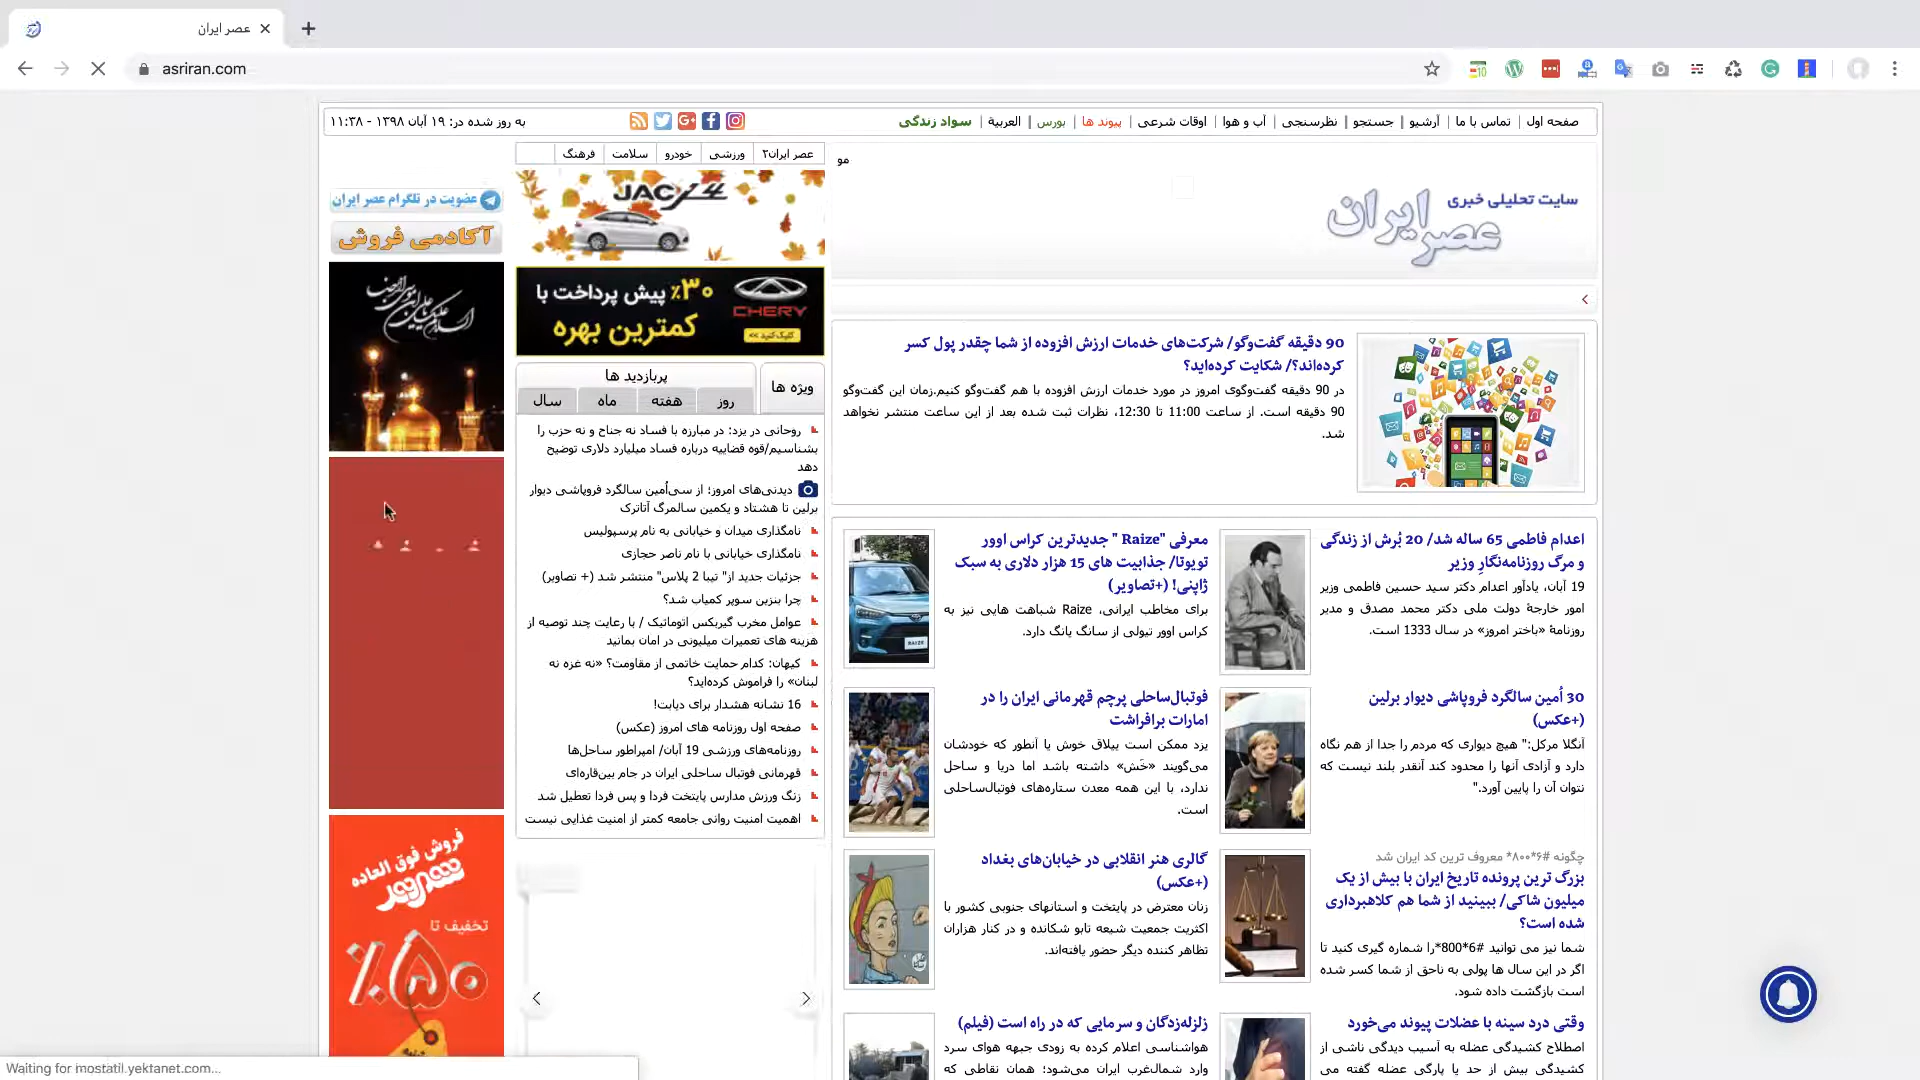 عصر ایران
asriran.com
صفحه اول | تماس با ما | آرشیو | جستجو | نظرسنجی | آب و هوا | اوقات شرعی | پیوند ها | بورس | العربية | سواد زندگی
به روز شده در: ۱۹ آبان ۱۳۹۸ - ۱۱:۳۸
عصر ایران۲ ورزشی خودرو سلامت فرهنگ
مو
سایت تحلیلی خبری
عصر ایران
90 دقیقه گفت‌وگو/ شرکت‌های خدمات ارزش افزوده از شما چقدر پول کسر
کرده‌اند؟/ شکایت کرده‌اید؟
در 90 دقیقه گفت‌وگوی امروز در مورد خدمات ارزش افزوده با هم گفت‌وگو کنیم.زمان این گفت‌وگو
90 دقیقه است. از ساعت 11:00 تا 12:30، نظرات ثبت شده بعد از این ساعت منتشر نخواهد
شد.
اعدام فاطمی 65 ساله شد/ 20 بُرش از زندگی
و مرگ روزنامه‌نگارِ وزیر
19 آبان، یادآور اعدام دکتر سید حسین فاطمی وزیر
امور خارجهٔ دولت ملی دکتر محمد مصدق و مدیر
روزنامهٔ «باختر امروز» در سال 1333 است.
معرفی "Raize " جدیدترین کراس اوور
تویوتا/ جذابیت های 15 هزار دلاری به سبک
ژاپنی! (+تصاویر)
برای مخاطب ایرانی، Raize شباهت هایی نیز به
کراس اوور تیولی از سانگ یانگ دارد.
30 اُمین سالگرد فروپاشی دیوار برلین
(+عکس)
آنگلا مرکل:" هیچ دیواری که مردم را جدا از هم نگاه
دارد و آزادی آنها را محدود کند آنقدر بلند نیست که
نتوان آن را پایین آورد."
فوتبال‌ساحلی پرچم قهرمانی ایران را در
امارات برافراشت
یزد ممکن است ییلاق خوش یا آنطور که خودشان
می‌گویند «خَش» داشته باشد اما دریا و ساحل
ندارد، با این همه معدن ستاره‌های فوتبال‌ساحلی
است.
چگونه #۶*۸۰۰* معروف ترین کد ایران شد
بزرگ ترین پرونده تاریخ ایران با بیش از یک
میلیون شاکی/ ببینید از شما هم کلاهبرداری
شده است؟
شما نیز می توانید #6*800*را شماره گیری کنید تا
اگر در این سال ها پولی به ناحق از شما کسر شده
است بازگشت داده شود.
گالری هنر انقلابی در خیابان‌های بغداد
(+عکس)
زنان معترض در پایتخت و استانهای جنوبی کشور با
اکثریت جمعیت شیعه تابو شکانده و در کنار هزاران
تظاهر کننده دیگر حضور یافته‌اند.
وقتی درد سینه با عضلات پیوند می‌خورد
اصطلاح کشیدگی عضله به آسیب دیدگی ناشی از
کشیدگی بیش از حد یا پارگی عضله گفته می
زلزله‌زدگان و سرمایی که در راه است (فیلم)
هواشناسی اعلام کرده به زودی جبهه هوای سرد
وارد شمال‌غرب ایران می‌شود؛ همان نقاطی که
JAC J4
۳۰٪ پیش پرداخت با
کمترین بهره
CHERY
کلیک کنید >>
ویژه ها
پربازدید ها
روز هفته ماه سال
روحانی در یزد: در مبارزه با فساد نه جناح و نه حزب را
بشناسیم/قوه قضاییه درباره فساد میلیارد دلاری توضیح
دهد
دیدنی‌های امروز؛ از سی‌اُمین سالگرد فروپاشی دیوار
برلین تا هشتاد و یکمین سالمرگ آتاترک
نامگذاری میدان و خیابانی به نام پرسپولیس
نامگذاری خیابانی با نام ناصر حجازی
جزئیات جدید از" تیبا 2 پلاس" منتشر شد (+ تصاویر)
چرا بنزین سوپر کمیاب شد؟
عوامل مخرب گیربکس اتوماتیک / با رعایت چند توصیه از
هزینه های تعمیرات میلیونی در امان بمانید
کیهان: کدام حمایت خاتمی از مقاومت؟ «نه غزه نه
لبنان» را فراموش کرده‌اید؟
16 نشانه هشدار برای دیابت!
صفحه اول روزنامه های امروز (عکس)
روزنامه‌های ورزشی 19 آبان/ امپراطور ساحل‌ها
قهرمانی فوتبال ساحلی ایران در جام بین‌قاره‌ای
زنگ ورزش مدارس پایتخت فردا و پس فردا تعطیل شد
اهمیت امنیت روانی جامعه کمتر از امنیت غذایی نیست
عضویت در تلگرام عصر ایران
آکادمی فروش
فروش فوق العاده
تخفیف تا
٪۵۰
Waiting for mostatil.yektanet.com...